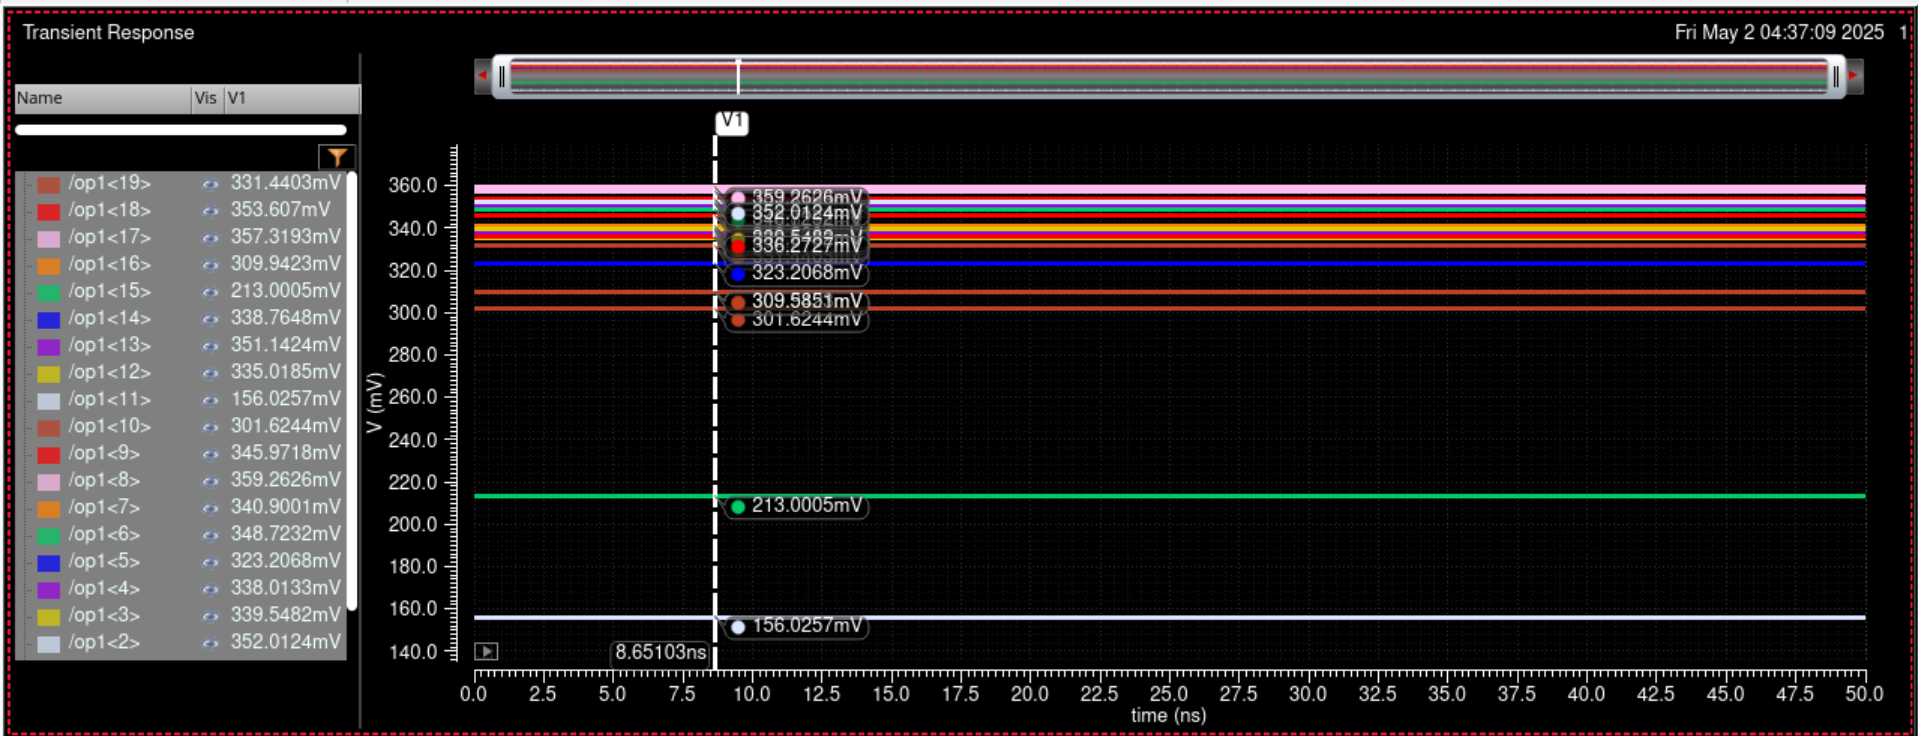 Transient Response
Fri May 2 04:37:09 2025 1
Name Vis V1
/op1<19> 331.4403mV
/op1<18> 353.607mV
/op1<17> 357.3193mV
/op1<16> 309.9423mV
/op1<15> 213.0005mV
/op1<14> 338.7648mV
/op1<13> 351.1424mV
/op1<12> 335.0185mV
/op1<11> 156.0257mV
/op1<10> 301.6244mV
/op1<9> 345.9718mV
/op1<8> 359.2626mV
/op1<7> 340.9001mV
/op1<6> 348.7232mV
/op1<5> 323.2068mV
/op1<4> 338.0133mV
/op1<3> 339.5482mV
/op1<2> 352.0124mV
V1
V (mV)
360.0
340.0
320.0
300.0
280.0
260.0
240.0
220.0
200.0
180.0
160.0
140.0
359.2626mV
352.0124mV
336.2727mV
323.2068mV
309.5851mV
301.6244mV
213.0005mV
156.0257mV
8.65103ns
0.0 2.5 5.0 7.5 10.0 12.5 15.0 17.5 20.0 22.5 25.0 27.5 30.0 32.5 35.0 37.5 40.0 42.5 45.0 47.5 50.0
time (ns)